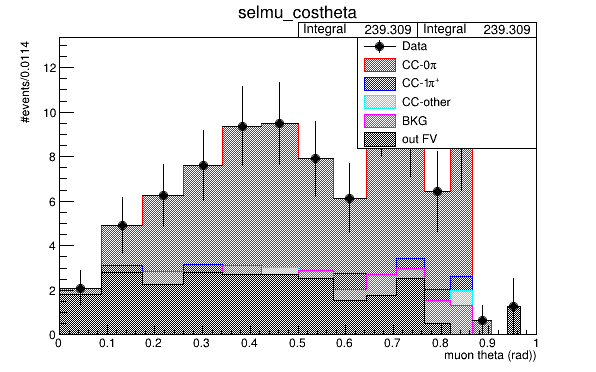 selmu_costheta
Integral 239.309 Integral 239.309
#events/0.0114
Data
CC-0π
CC-1π⁺
CC-other
BKG
out FV
12
10
8
6
4
2
0
0 0.1 0.2 0.3 0.4 0.5 0.6 0.7 0.8 0.9 1
muon theta (rad))